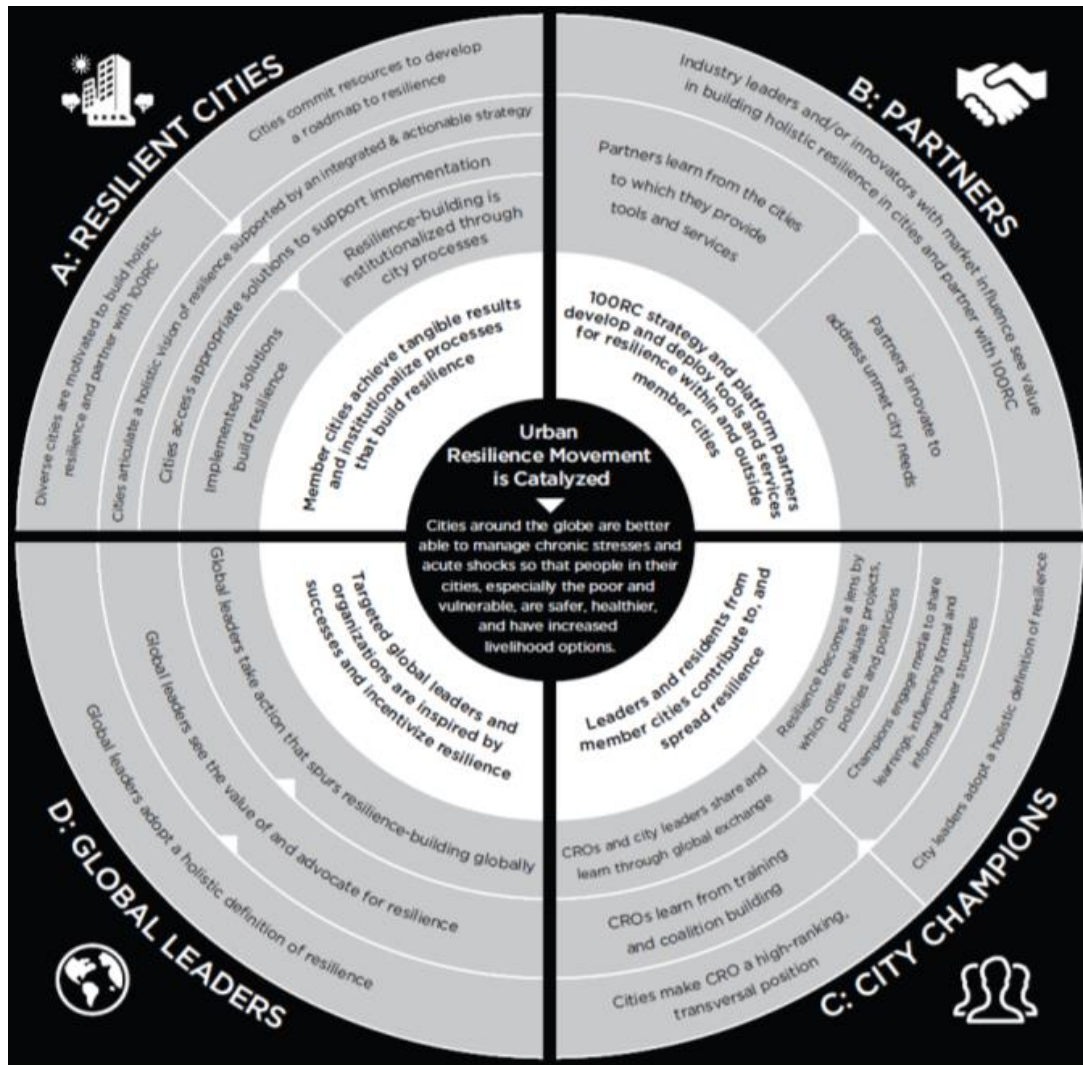 A: RESILIENT CITIES
Cities commit resources to develop
a roadmap to resilience
Diverse cities are motivated to build holistic
resilience and partner with 100RC
Cities articulate a holistic vision of resilience supported by an integrated & actionable strategy
Cities access appropriate solutions to support implementation
Resilience-building is
institutionalized through
city processes
Implemented solutions
build resilience
Member cities achieve tangible results
and institutionalize processes
that build resilience
B: PARTNERS
Industry leaders and/or innovators with market influence see value
in building holistic resilience in cities and partner with 100RC
Partners learn from the cities
to which they provide
tools and services
Partners innovate to
address unmet city needs
100RC strategy and platform partners
develop and deploy tools and services
for resilience within and outside
member cities
Urban
Resilience Movement
is Catalyzed
Cities around the globe are better
able to manage chronic stresses and
acute shocks so that people in their
cities, especially the poor and
vulnerable, are safer, healthier,
and have increased
livelihood options.
Targeted global leaders and
organizations are inspired by
successes and incentivize resilience
Global leaders take action that spurs resilience-building globally
Global leaders see the value of and advocate for resilience
Global leaders adopt a holistic definition of resilience
D: GLOBAL LEADERS
Leaders and residents from
member cities contribute to, and
spread resilience
Resilience becomes a lens by
which cities evaluate projects,
policies and politicians
CROs and city leaders share and
learn through global exchange
Champions engage media to share
learnings, influencing formal and
informal power structures
CROs learn from training
and coalition building
City leaders adopt a holistic definition of resilience
Cities make CRO a high-ranking,
transversal position
C: CITY CHAMPIONS